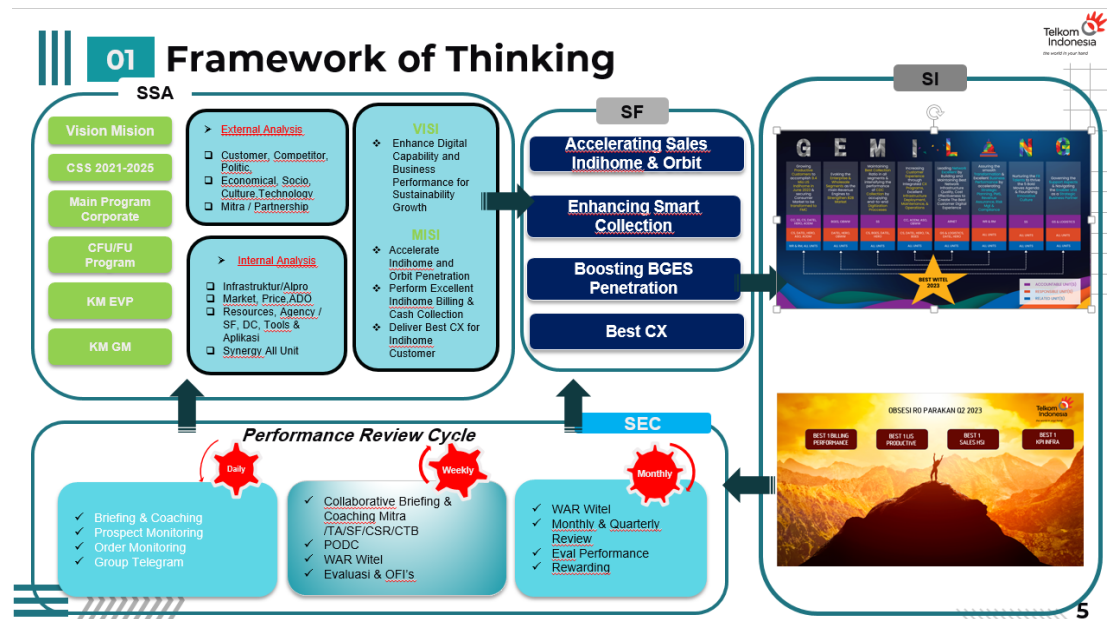 Telkom
Indonesia
the world in your hand
01
Framework of Thinking
SSA
Vision Mision
CSS 2021-2025
Main Program
Corporate
CFU/FU
Program
KM EVP
KM GM
External Analysis
Customer, Competitor,
Politic,
Economical, Socio,
Culture,Technology
Mitra / Partnership
Internal Analysis
Infrastruktur/Alpro
Market, Price,ADO
Resources, Agency /
SF, DC, Tools &
Aplikasi
Synergy All Unit
VISI
Enhance Digital
Capability and
Business
Performance for
Sustainability
Growth
MISI
Accelerate
Indihome and
Orbit Penetration
Perform Excellent
Indihome Billing &
Cash Collection
Deliver Best CX for
Indihome
Customer
SF
Accelerating Sales
Indihome & Orbit
Enhancing Smart
Collection
Boosting BGES
Penetration
Best CX
SI
GEMILANG
BEST WITEL
2023
OBSESI RO PARAKAN Q2 2023
Telkom
Indonesia
BEST 1 BILLING
PERFORMANCE
BEST 1 LIS
PRODUCTIVE
BEST 1
SALES HSI
BEST 1
KPI INFRA
SEC
Performance Review Cycle
Daily
Briefing & Coaching
Prospect Monitoring
Order Monitoring
Group Telegram
Weekly
Collaborative Briefing &
Coaching Mitra
/TA/SF/CSR/CTB
PODC
WAR Witel
Evaluasi & OFI's
Monthly
WAR Witel
Monthly & Quarterly
Review
Eval Performance
Rewarding
5